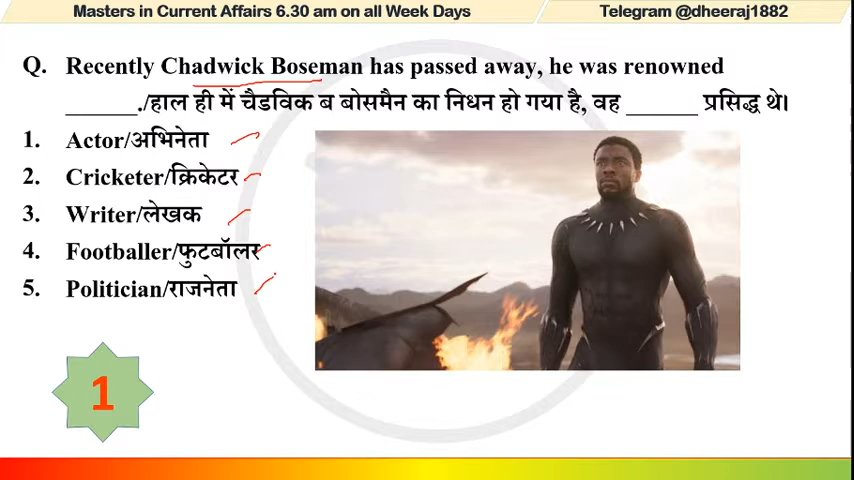 Masters in Current Affairs 6.30 am on all Week Days
Telegram @dheeraj1882
Q. Recently Chadwick Boseman has passed away, he was renowned
______./हाल ही में चैडविक ब बोसमैन का निधन हो गया है, वह ______ प्रसिद्ध थे।
1. Actor/अभिनेता
2. Cricketer/क्रिकेटर
3. Writer/लेखक
4. Footballer/फुटबॉलर
5. Politician/राजनेता
1